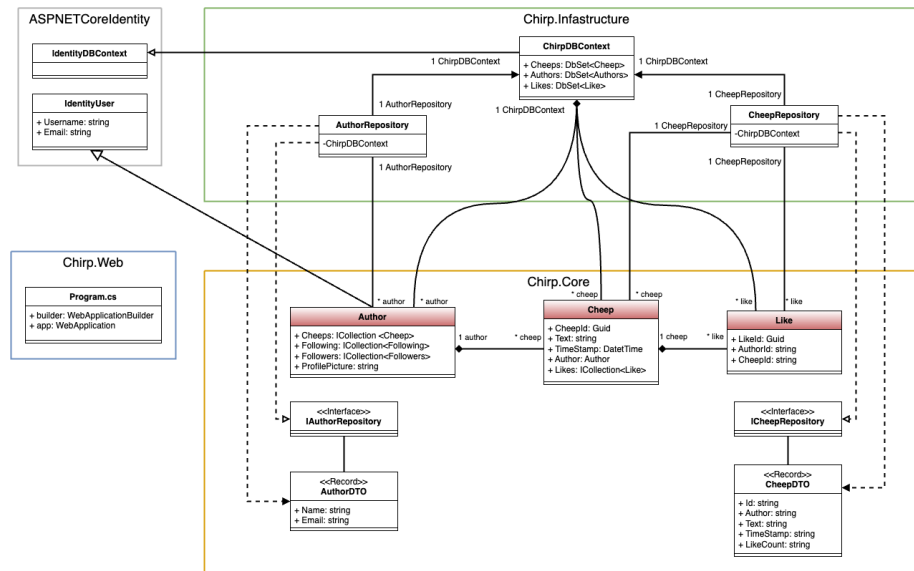 ASPNETCoreIdentity
IdentityDBContext
IdentityUser
+ Username: string
+ Email: string
Chirp.Infastructure
ChirpDBContext
+ Cheeps: DbSet<Cheep>
+ Authors: DbSet<Authors>
+ Likes: DbSet<Like>
1 ChirpDBContext
1 ChirpDBContext
1 ChirpDBContext
1 AuthorRepository
AuthorRepository
-ChirpDBContext
1 AuthorRepository
1 CheepRepository
1 CheepRepository
CheepRepository
-ChirpDBContext
1 CheepRepository
Chirp.Web
Program.cs
+ builder: WebApplicationBuilder
+ app: WebApplication
Chirp.Core
* author
* author
* cheep
* cheep
* like
* like
Author
+ Cheeps: ICollection <Cheep>
+ Following: ICollection<Following>
+ Followers: ICollection<Followers>
+ ProfilePicture: string
1 author
* cheep
Cheep
+ CheepId: Guid
+ Text: string
+ TimeStamp: DatetTime
+ Author: Author
+ Likes: ICollection<Like>
1 cheep
* like
Like
+ LikeId: Guid
+ AuthorId: string
+ CheepId: string
<<Interface>>
IAuthorRepository
<<Interface>>
ICheepRepository
<<Record>>
AuthorDTO
+ Name: string
+ Email: string
<<Record>>
CheepDTO
+ Id: string
+ Author: string
+ Text: string
+ TimeStamp: string
+ LikeCount: string